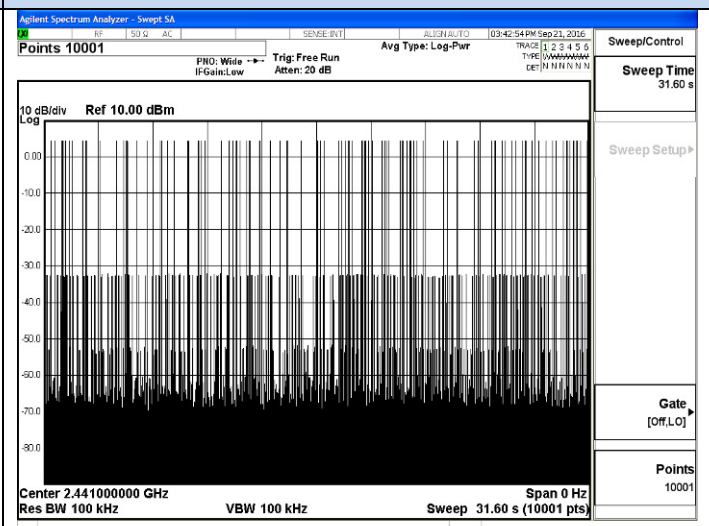 Agilent Spectrum Analyzer - Swept SA
RF 50 Ω AC SENSE:INT ALIGN AUTO 03:42:54 PM Sep 21, 2016
Points 10001
PNO: Wide
IFGain:Low
Trig: Free Run
Atten: 20 dB
Avg Type: Log-Pwr
TRACE 1 2 3 4 5 6
TYPE
DET N N N N N N
10 dB/div Ref 10.00 dBm
Log
0.00
-10.0
-20.0
-30.0
-40.0
-50.0
-60.0
-70.0
-80.0
Center 2.441000000 GHz Span 0 Hz
Res BW 100 kHz VBW 100 kHz Sweep 31.60 s (10001 pts)
Sweep/Control
Sweep Time
31.60 s
Sweep Setup
Gate
[Off,LO]
Points
10001